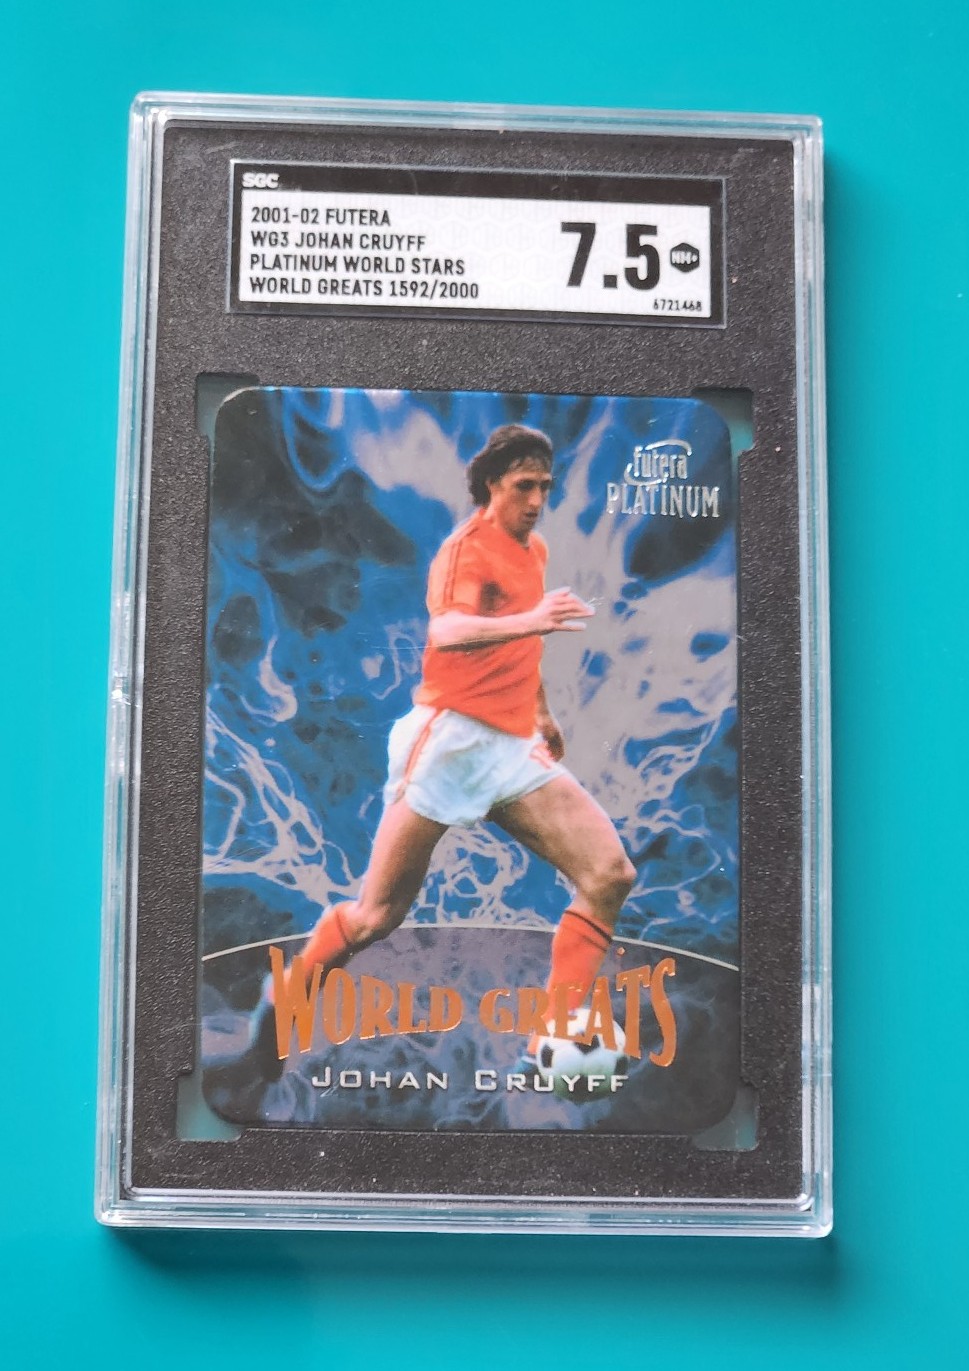 SGC
2001-02 FUTERA
WG3 JOHAN CRUYFF
PLATINUM WORLD STARS
WORLD GREATS 1592/2000
7.5
NM+
6721468
futera
PLATINUM
WORLD GREATS
JOHAN CRUYFF